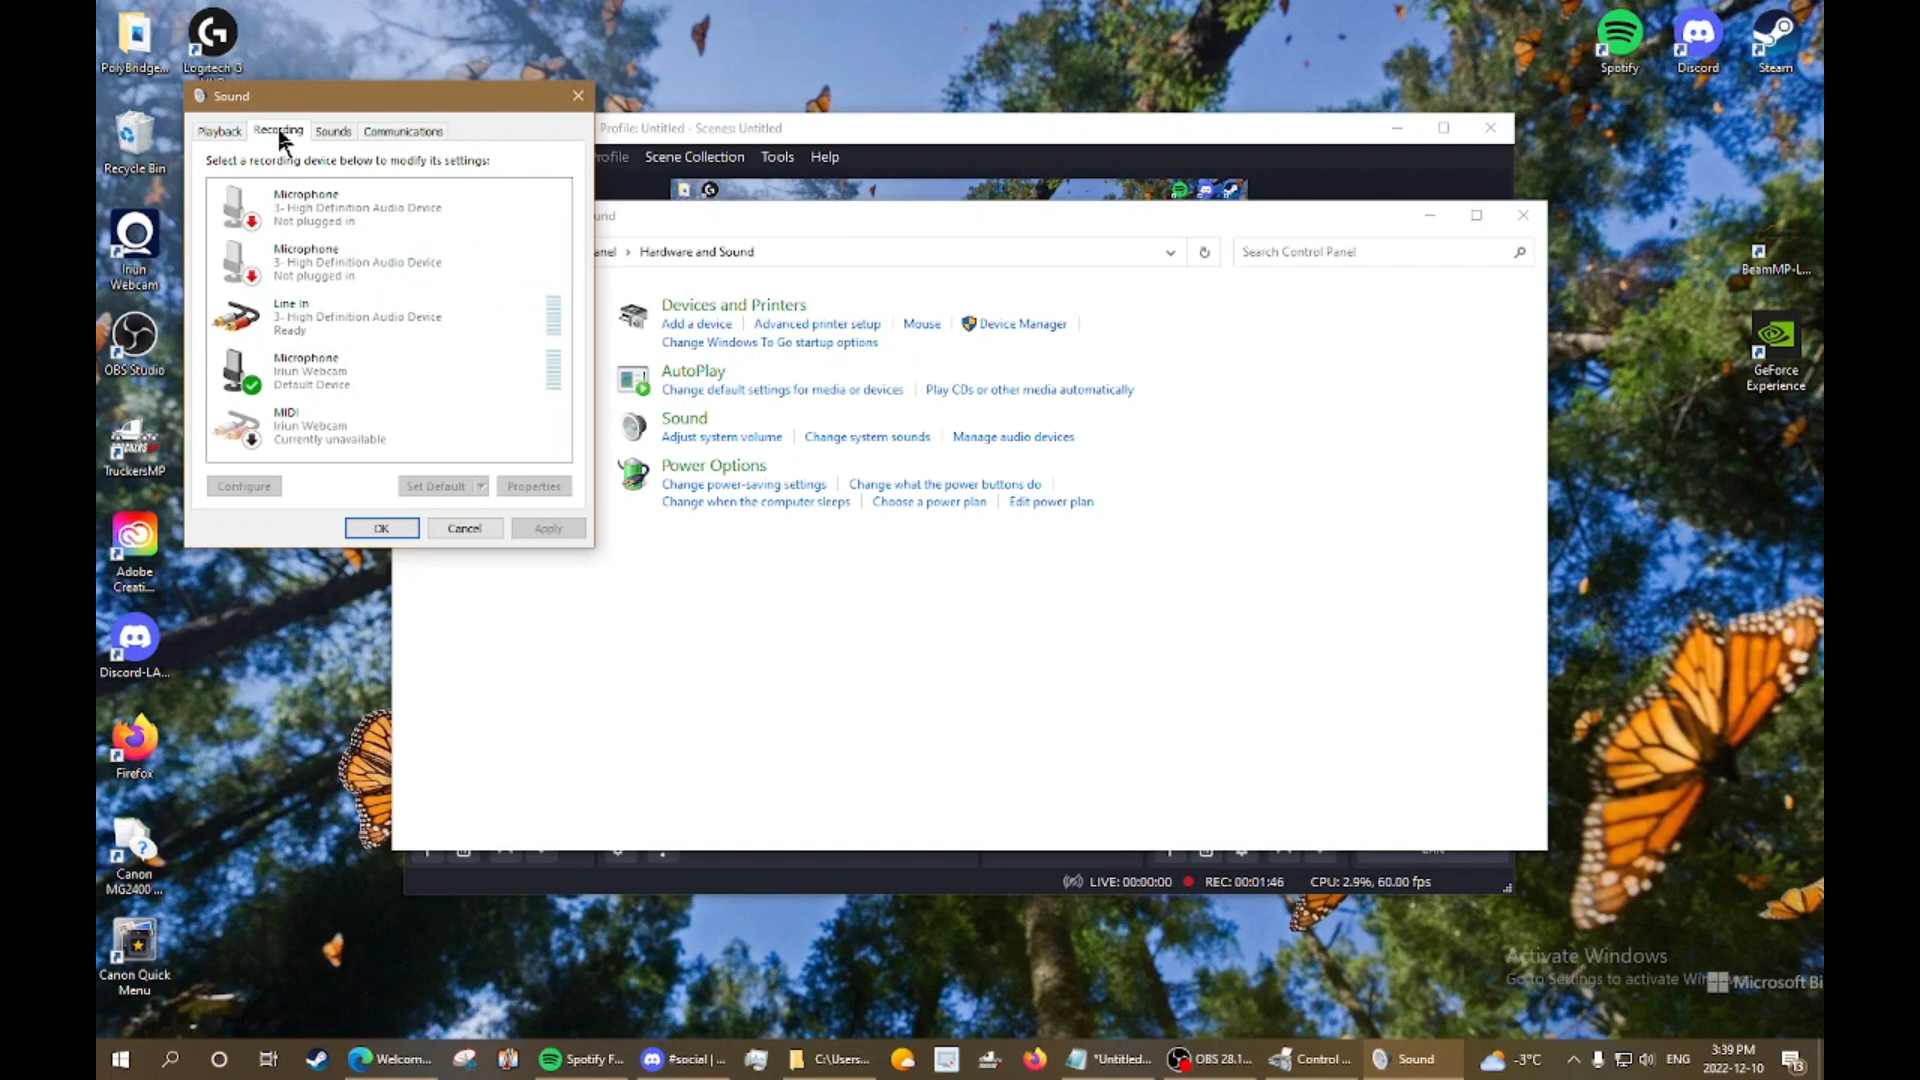 PolyBridge...
Logitech G
Spotify
Discord
Steam
Sound
Playback
Recording
Sounds
Communications
Select a recording device below to modify its settings:
Microphone
3- High Definition Audio Device
Not plugged in
Microphone
3- High Definition Audio Device
Not plugged in
Line In
3- High Definition Audio Device
Ready
Microphone
Iriun Webcam
Default Device
MIDI
Iriun Webcam
Currently unavailable
Configure
Set Default
Properties
OK
Cancel
Apply
Profile: Untitled - Scenes: Untitled
rofile
Scene Collection
Tools
Help
und
anel › Hardware and Sound
Search Control Panel
Devices and Printers
Add a device
Advanced printer setup
Mouse
Device Manager
Change Windows To Go startup options
AutoPlay
Change default settings for media or devices
Play CDs or other media automatically
Sound
Adjust system volume
Change system sounds
Manage audio devices
Power Options
Change power-saving settings
Change what the power buttons do
Change when the computer sleeps
Choose a power plan
Edit power plan
LIVE: 00:00:00
REC: 00:01:46
CPU: 2.9%, 60.00 fps
Recycle Bin
Iriun
Webcam
OBS Studio
TruckersMP
Adobe
Creati...
Discord-LA...
Firefox
Canon
MG2400 ...
Canon Quick
Menu
BeamMP-L...
GeForce
Experience
Activate Windows
Go to Settings to activate Win
Microsoft Bi
Welcom...
Spotify F...
#social | ...
C:\Users...
*Untitled...
OBS 28.1...
Control ...
Sound
-3°C
ENG
3:39 PM
2022-12-10
13